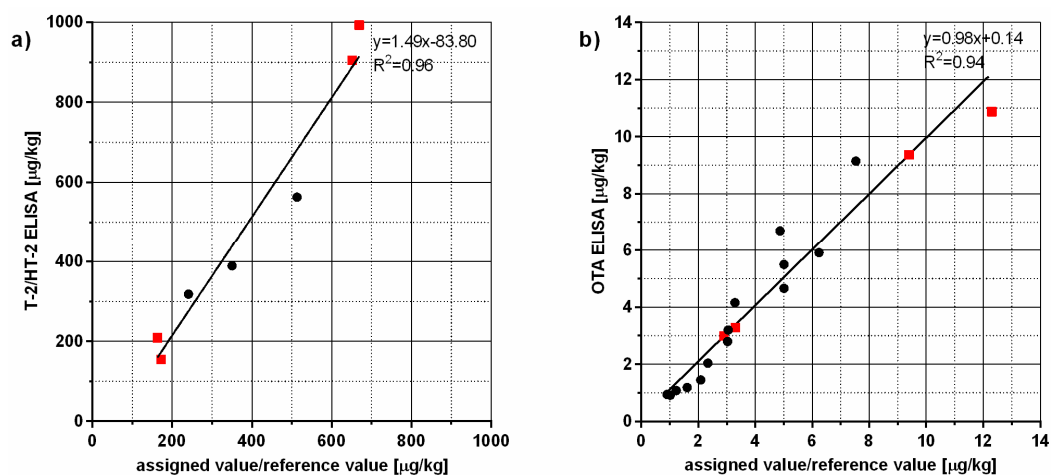 a)
T-2/HT-2 ELISA [µg/kg]
1000
800
600
400
200
0
y=1.49x-83.80
R²=0.96
0 200 400 600 800 1000
assigned value/reference value [µg/kg]
b)
OTA ELISA [µg/kg]
14
12
10
8
6
4
2
0
y=0.98x+0.14
R²=0.94
0 2 4 6 8 10 12 14
assigned value/reference value [µg/kg]